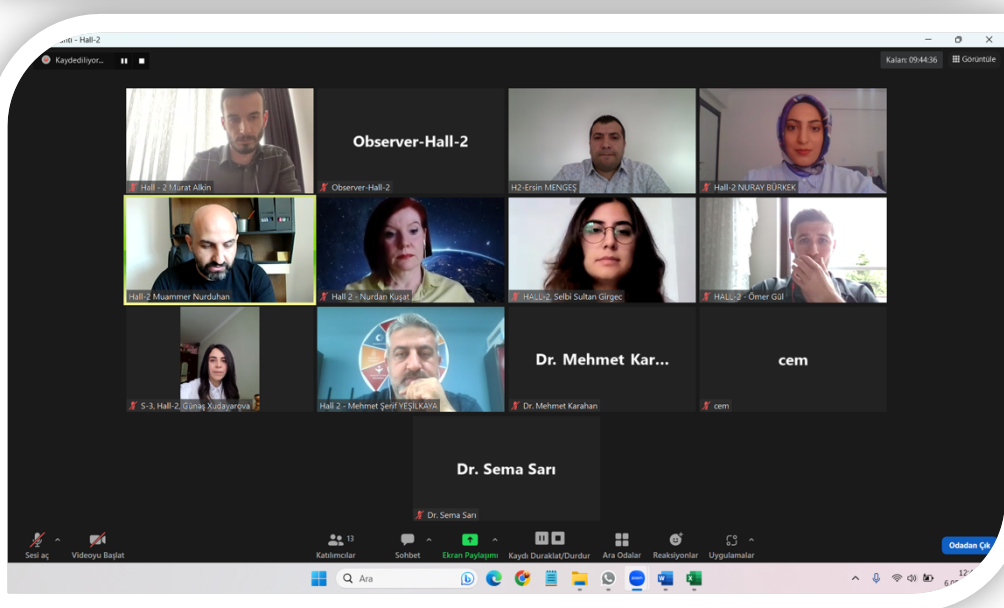 - Hall-2
Kaydediliyor...
Kalan: 09:44:36
Görüntüle
Hall - 2 Murat Alkin
Observer-Hall-2
Observer-Hall-2
H2-Ersin MENGEŞ
Hall-2 NURAY BÜRKEK
Hall-2 Muammer Nurduhan
Hall 2 - Nurdan Kuşat
HALL-2, Selbi Sultan Girgec
HALL-2 - Ömer Gül
S-3, Hall-2, Günaş Xudayarova
Hall 2 - Mehmet Şerif YEŞİLKAYA
Dr. Mehmet Kar...
Dr. Mehmet Karahan
cem
cem
Dr. Sema Sarı
Dr. Sema Sarı
Sesi aç
Videoyu Başlat
13
Katılımcılar
Sohbet
Ekran Paylaşımı
Kaydı Duraklat/Durdur
Ara Odalar
Reaksiyonlar
Uygulamalar
Odadan Çık
Ara